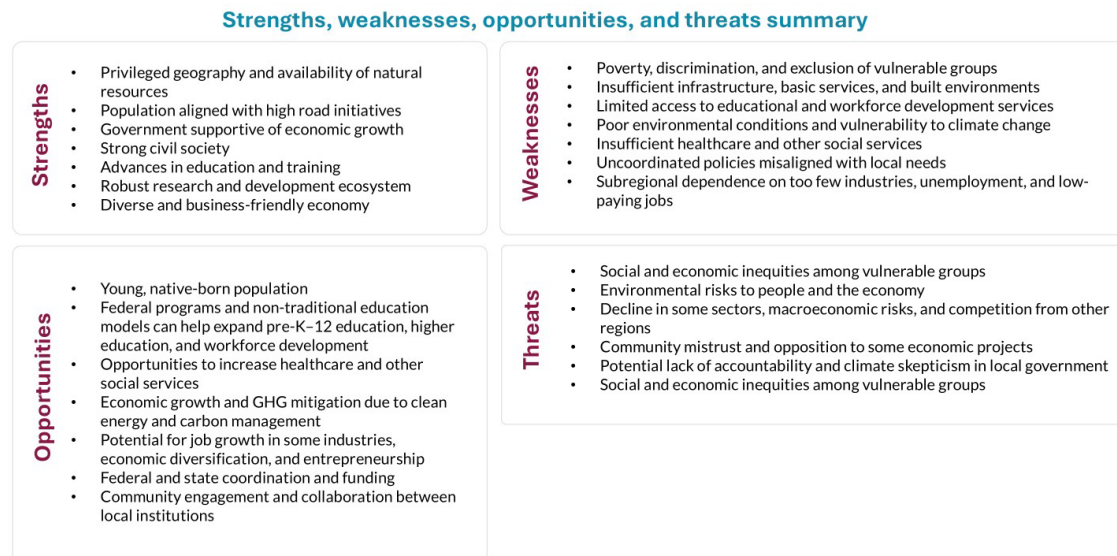 Strengths, weaknesses, opportunities, and threats summary
Strengths
• Privileged geography and availability of natural
resources
• Population aligned with high road initiatives
• Government supportive of economic growth
• Strong civil society
• Advances in education and training
• Robust research and development ecosystem
• Diverse and business-friendly economy
Weaknesses
• Poverty, discrimination, and exclusion of vulnerable groups
• Insufficient infrastructure, basic services, and built environments
• Limited access to educational and workforce development services
• Poor environmental conditions and vulnerability to climate change
• Insufficient healthcare and other social services
• Uncoordinated policies misaligned with local needs
• Subregional dependence on too few industries, unemployment, and low-
paying jobs
Opportunities
• Young, native-born population
• Federal programs and non-traditional education
models can help expand pre-K–12 education, higher
education, and workforce development
• Opportunities to increase healthcare and other
social services
• Economic growth and GHG mitigation due to clean
energy and carbon management
• Potential for job growth in some industries,
economic diversification, and entrepreneurship
• Federal and state coordination and funding
• Community engagement and collaboration between
local institutions
Threats
• Social and economic inequities among vulnerable groups
• Environmental risks to people and the economy
• Decline in some sectors, macroeconomic risks, and competition from other
regions
• Community mistrust and opposition to some economic projects
• Potential lack of accountability and climate skepticism in local government
• Social and economic inequities among vulnerable groups